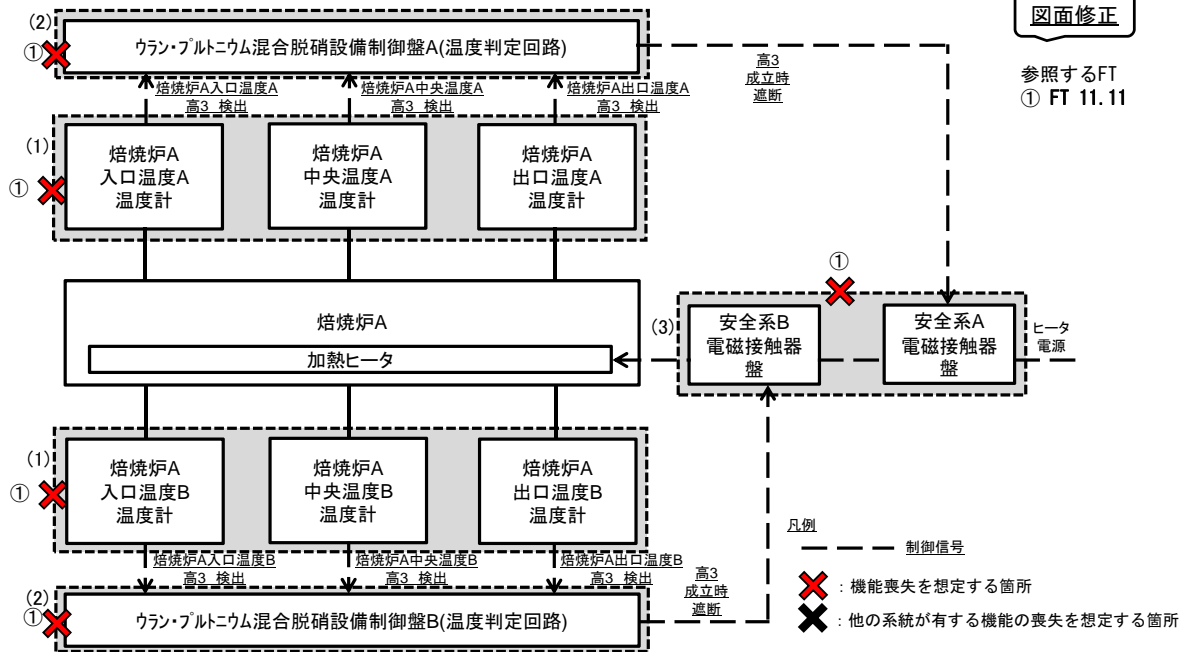 図面修正
参照するFT
① FT 11.11
(2)
①
ウラン・プルトニウム混合脱硝設備制御盤A(温度判定回路)
高3
成立時
遮断
焙焼炉A入口温度A
高3 検出
焙焼炉A中央温度A
高3 検出
焙焼炉A出口温度A
高3 検出
(1)
①
焙焼炉A
入口温度A
温度計
焙焼炉A
中央温度A
温度計
焙焼炉A
出口温度A
温度計
焙焼炉A
加熱ヒータ
①
(3)
安全系B
電磁接触器
盤
安全系A
電磁接触器
盤
ヒータ
電源
(1)
①
焙焼炉A
入口温度B
温度計
焙焼炉A
中央温度B
温度計
焙焼炉A
出口温度B
温度計
焙焼炉A入口温度B
高3 検出
焙焼炉A中央温度B
高3 検出
焙焼炉A出口温度B
高3 検出
高3
成立時
遮断
(2)
①
ウラン・プルトニウム混合脱硝設備制御盤B(温度判定回路)
凡例
制御信号
：機能喪失を想定する箇所
：他の系統が有する機能の喪失を想定する箇所